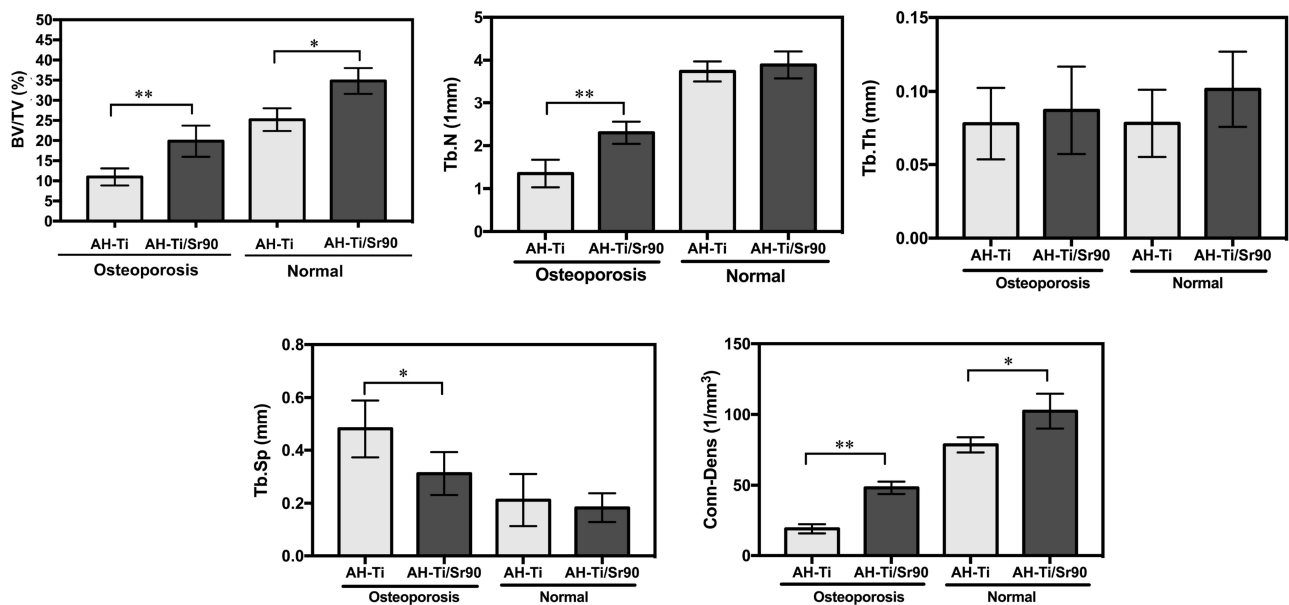 BV/TV (%)
50
45
40
35
30
25
20
15
10
5
0
**
*
AH-Ti AH-Ti/Sr90 AH-Ti AH-Ti/Sr90
Osteoporosis Normal
Tb.N (1mm)
5
4
3
2
1
0
**
AH-Ti AH-Ti/Sr90 AH-Ti AH-Ti/Sr90
Osteoporosis Normal
Tb.Th (mm)
0.15
0.10
0.05
0.00
AH-Ti AH-Ti/Sr90 AH-Ti AH-Ti/Sr90
Osteoporosis Normal
Tb.Sp (mm)
0.8
0.6
0.4
0.2
0.0
*
AH-Ti AH-Ti/Sr90 AH-Ti AH-Ti/Sr90
Osteoporosis Normal
Conn-Dens (1/mm³)
150
100
50
0
**
*
AH-Ti AH-Ti/Sr90 AH-Ti AH-Ti/Sr90
Osteoporosis Normal